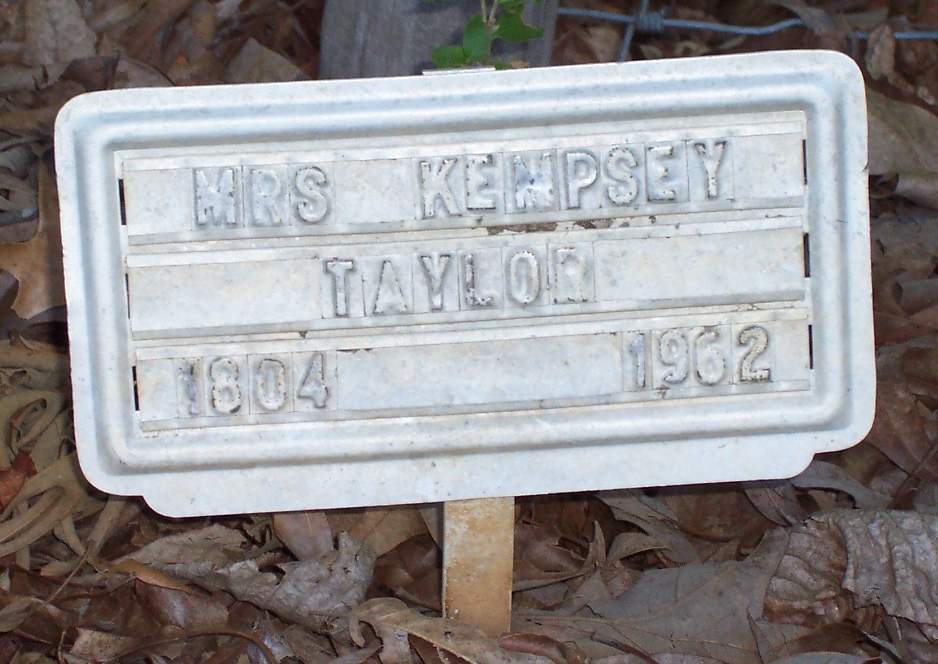 MRS KEMPSEY
TAYLOR
1804 1962